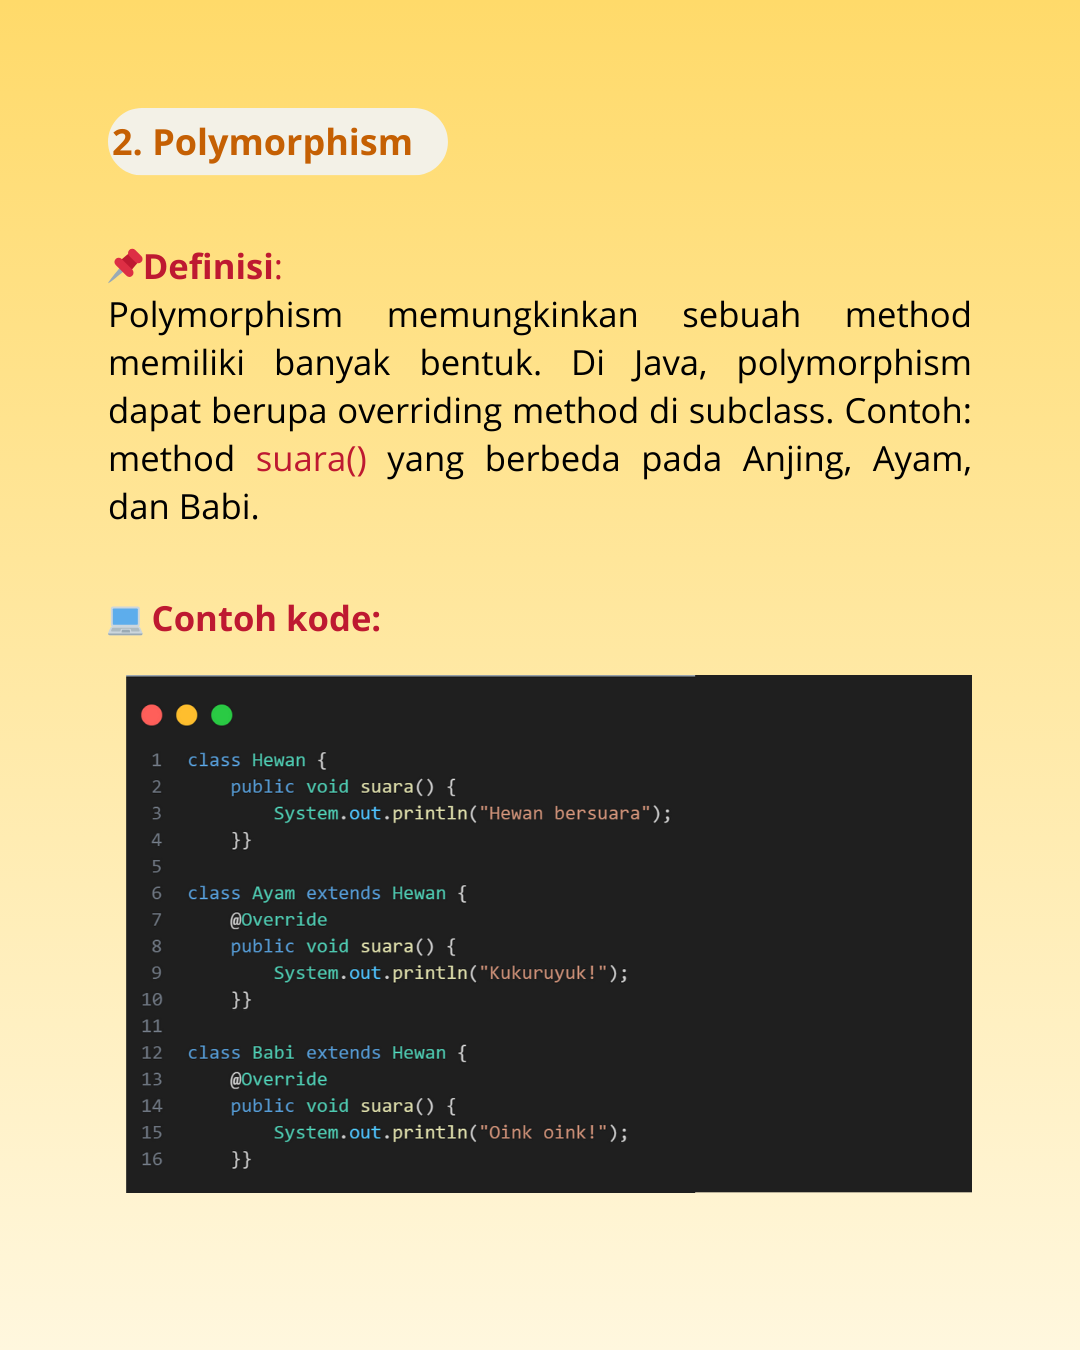 2. Polymorphism
📌Definisi:
Polymorphism memungkinkan sebuah method
memiliki banyak bentuk. Di Java, polymorphism
dapat berupa overriding method di subclass. Contoh:
method suara() yang berbeda pada Anjing, Ayam,
dan Babi.
💻 Contoh kode:
1 class Hewan {
2     public void suara() {
3         System.out.println("Hewan bersuara");
4     }}
5
6 class Ayam extends Hewan {
7     @Override
8     public void suara() {
9         System.out.println("Kukuruyuk!");
10     }}
11
12 class Babi extends Hewan {
13     @Override
14     public void suara() {
15         System.out.println("Oink oink!");
16     }}